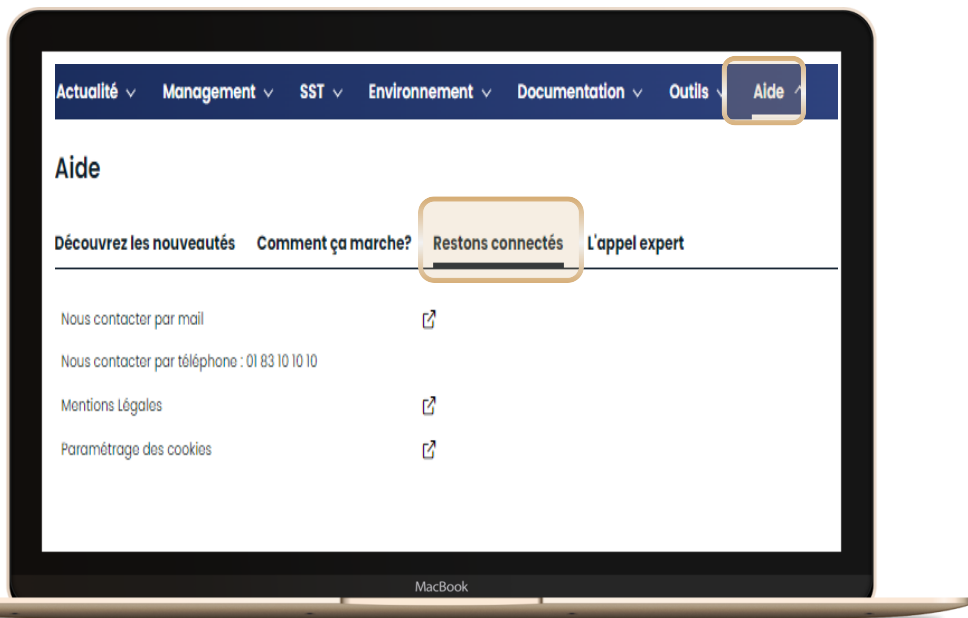 Actualité Management SST Environnement Documentation Outils Aide
Aide
Découvrez les nouveautés Comment ça marche? Restons connectés L'appel expert
Nous contacter par mail
Nous contacter par téléphone : 01 83 10 10 10
Mentions Légales
Paramétrage des cookies
MacBook